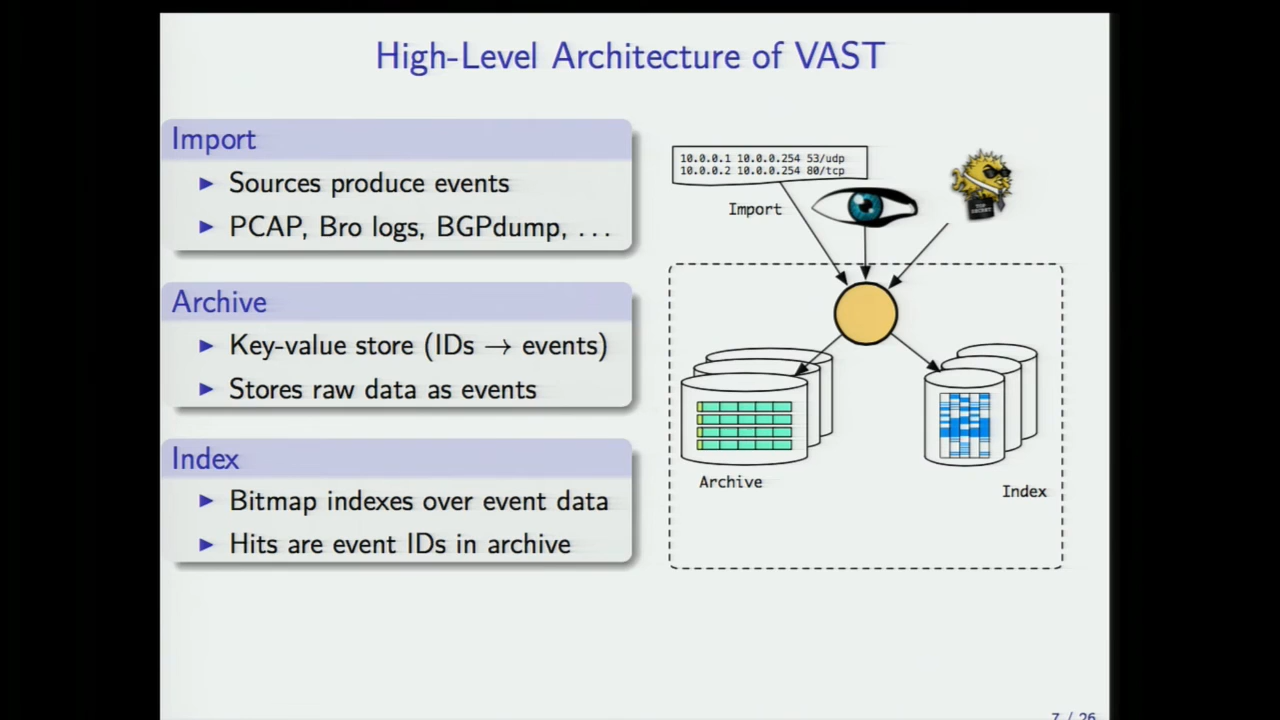 High-Level Architecture of VAST
Import
▶ Sources produce events
▶ PCAP, Bro logs, BGPdump, ...
Archive
▶ Key-value store (IDs → events)
▶ Stores raw data as events
Index
▶ Bitmap indexes over event data
▶ Hits are event IDs in archive
10.0.0.1 10.0.0.254 53/udp
10.0.0.2 10.0.0.254 80/tcp
Import
TOP SECRET
Archive
Index
7 / 26